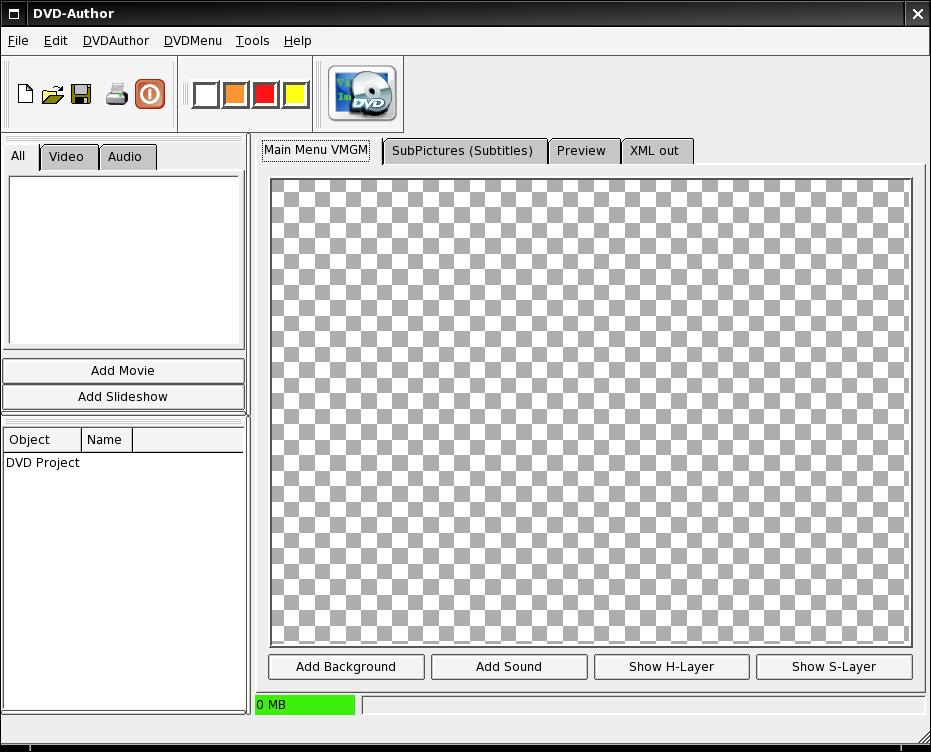 DVD-Author
File Edit DVDAuthor DVDMenu Tools Help
DVD
All Video Audio
Main Menu VMGM SubPictures (Subtitles) Preview XML out
Add Movie
Add Slideshow
Object Name
DVD Project
Add Background Add Sound Show H-Layer Show S-Layer
0 MB